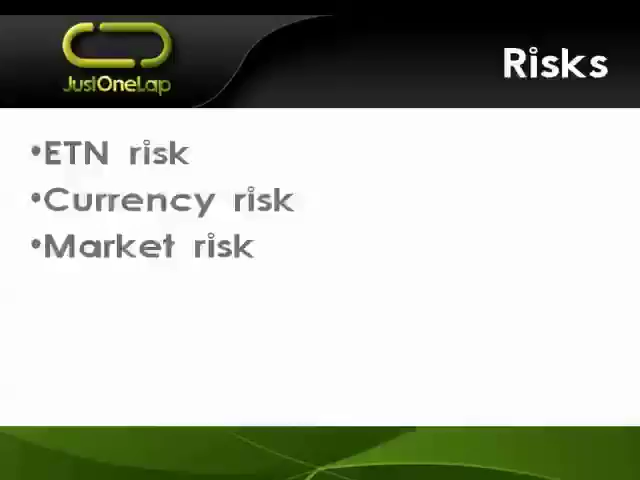 JustOneLap
Risks
•ETN risk
•Currency risk
•Market risk